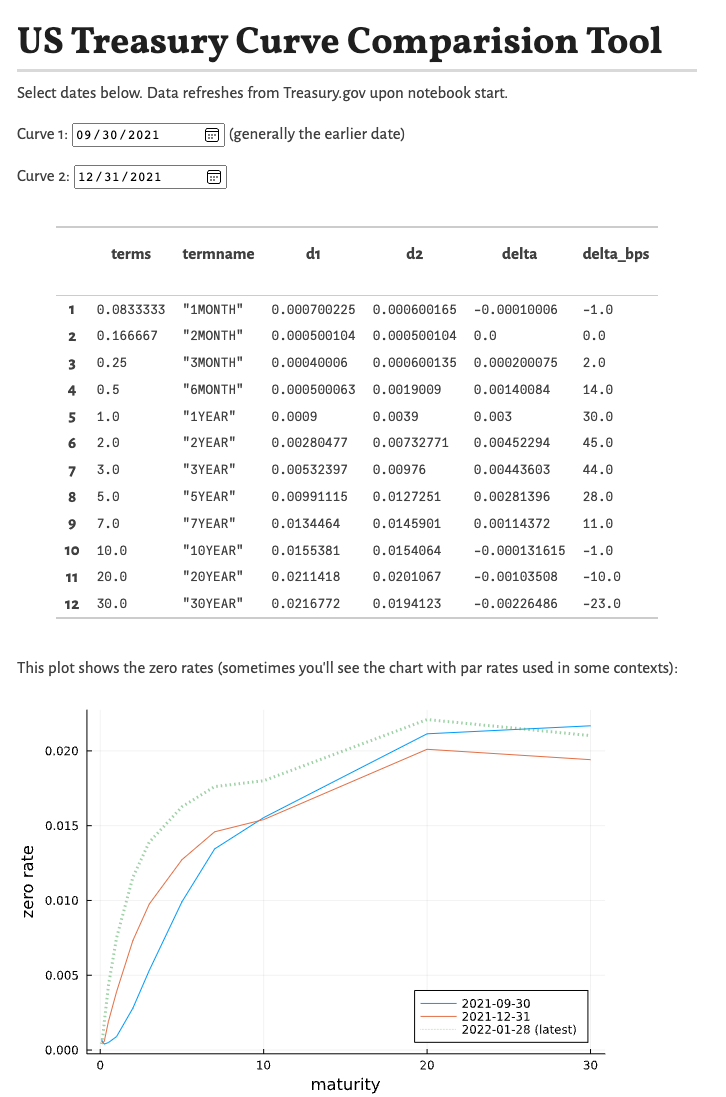 US Treasury Curve Comparision Tool
Select dates below. Data refreshes from Treasury.gov upon notebook start.
Curve 1: 09/30/2021 (generally the earlier date)
Curve 2: 12/31/2021
terms termname d1 d2 delta delta_bps
1 0.0833333 "1MONTH" 0.000700225 0.000600165 -0.00010006 -1.0
2 0.166667 "2MONTH" 0.000500104 0.000500104 0.0 0.0
3 0.25 "3MONTH" 0.00040006 0.000600135 0.000200075 2.0
4 0.5 "6MONTH" 0.000500063 0.0019009 0.00140084 14.0
5 1.0 "1YEAR" 0.0009 0.0039 0.003 30.0
6 2.0 "2YEAR" 0.00280477 0.00732771 0.00452294 45.0
7 3.0 "3YEAR" 0.00532397 0.00976 0.00443603 44.0
8 5.0 "5YEAR" 0.00991115 0.0127251 0.00281396 28.0
9 7.0 "7YEAR" 0.0134464 0.0145901 0.00114372 11.0
10 10.0 "10YEAR" 0.0155381 0.0154064 -0.000131615 -1.0
11 20.0 "20YEAR" 0.0211418 0.0201067 -0.00103508 -10.0
12 30.0 "30YEAR" 0.0216772 0.0194123 -0.00226486 -23.0
This plot shows the zero rates (sometimes you'll see the chart with par rates used in some contexts):
zero rate
0.020
0.015
0.010
0.005
0.000
2021-09-30
2021-12-31
2022-01-28 (latest)
0 10 20 30
maturity